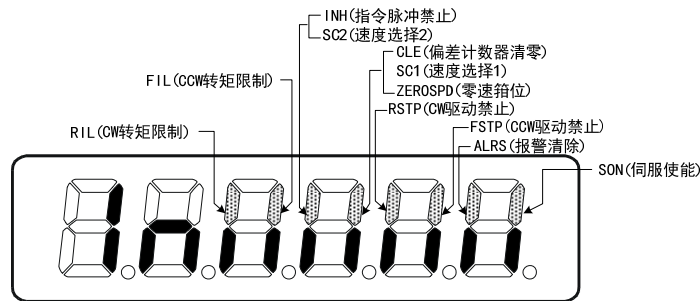 INH(指令脉冲禁止)
SC2(速度选择2)
CLE(偏差计数器清零)
SC1(速度选择1)
ZEROSPD(零速箝位)
FIL(CCW转矩限制)
RSTP(CW驱动禁止)
RIL(CW转矩限制)
FSTP(CCW驱动禁止)
ALRS(报警清除)
SON(伺服使能)